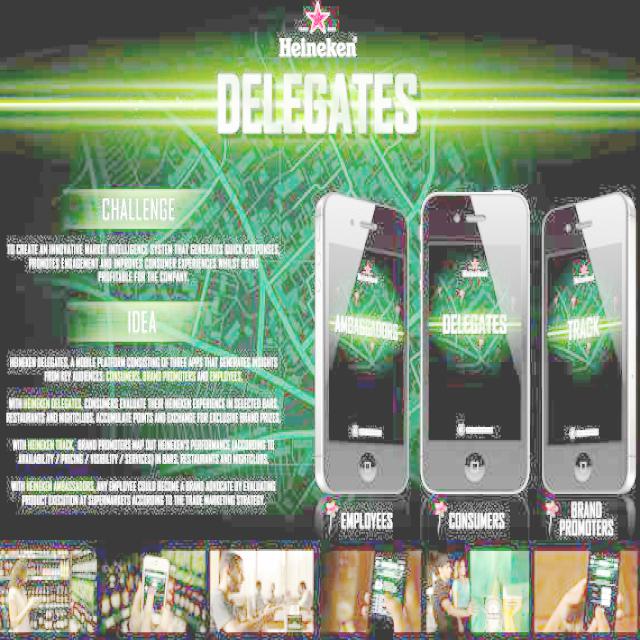 Heineken
DELEGATES
CHALLENGE
TO CREATE AN INNOVATIVE MARKET INTELLIGENCE SYSTEM THAT GENERATES QUICK RESPONSES,
PROMOTES ENGAGEMENT AND IMPROVES CONSUMER EXPERIENCES WHILST BEING
PROFITABLE FOR THE COMPANY.
IDEA
HEINEKEN DELEGATES, A MOBILE PLATFORM CONSISTING OF THREE APPS THAT GENERATES INSIGHTS
FROM KEY AUDIENCES: CONSUMERS, BRAND PROMOTERS AND EMPLOYEES.
WITH HEINEKEN DELEGATES, CONSUMERS EVALUATE THEIR HEINEKEN EXPERIENCE IN SELECTED BARS,
RESTAURANTS AND NIGHTCLUBS, ACCUMULATE POINTS AND EXCHANGE FOR EXCLUSIVE BRAND PRIZES.
WITH HEINEKEN TRACK, BRAND PROMOTERS MAP OUT HEINEKEN'S PERFORMANCE (ACCORDING TO
AVAILABILITY / PRICING / VISIBILITY / SERVICES) IN BARS, RESTAURANTS AND NIGHTCLUBS.
WITH HEINEKEN AMBASSADORS, ANY EMPLOYEE COULD BECOME A BRAND ADVOCATE BY EVALUATING
PRODUCT EXECUTION AT SUPERMARKETS ACCORDING TO THE TRADE MARKETING STRATEGY.
Heineken
AMBASSADORS
Heineken
DELEGATES
Heineken
TRACK
EMPLOYEES
CONSUMERS
BRAND
PROMOTERS